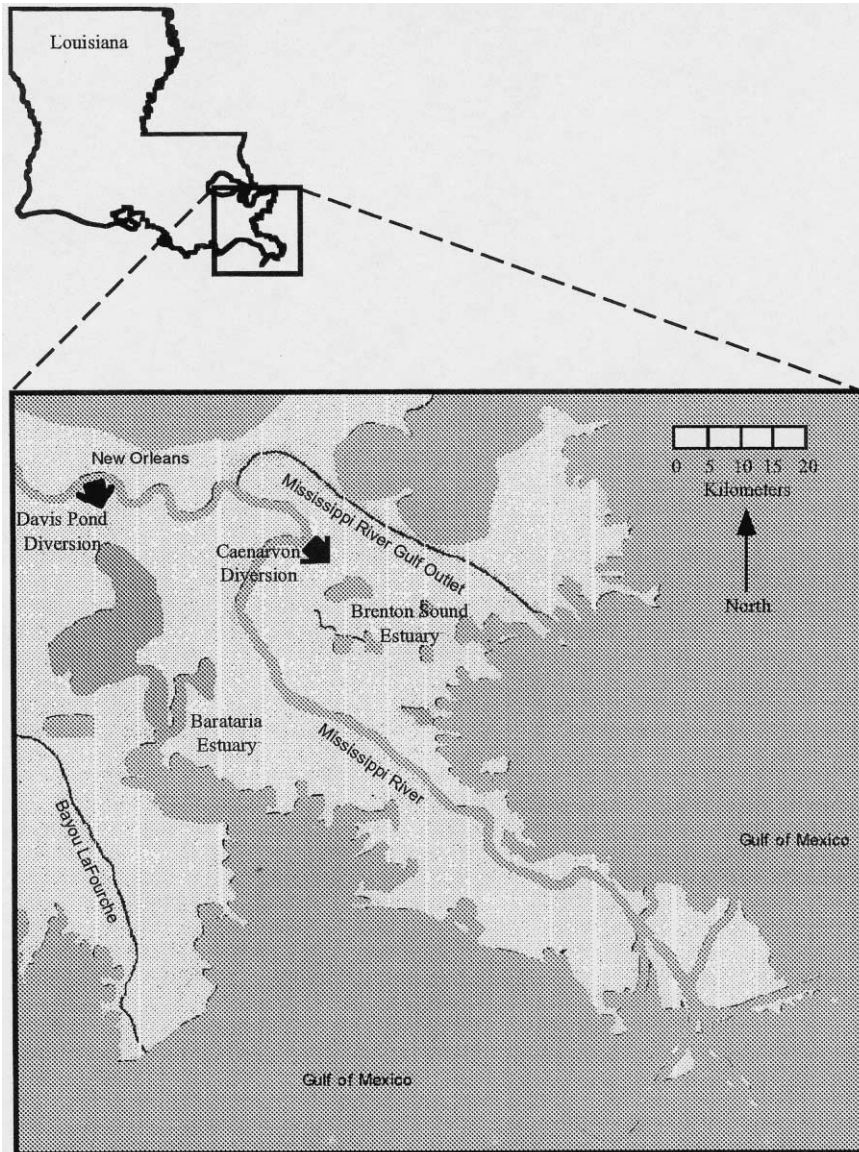 Louisiana
New Orleans
0 5 10 15 20
Kilometers
Davis Pond
Diversion
Mississippi River Gulf Outlet
Caenarvon
Diversion
North
Brenton Sound
Estuary
Barataria
Estuary
Mississippi River
Bayou LaFourche
Gulf of Mexico
Gulf of Mexico